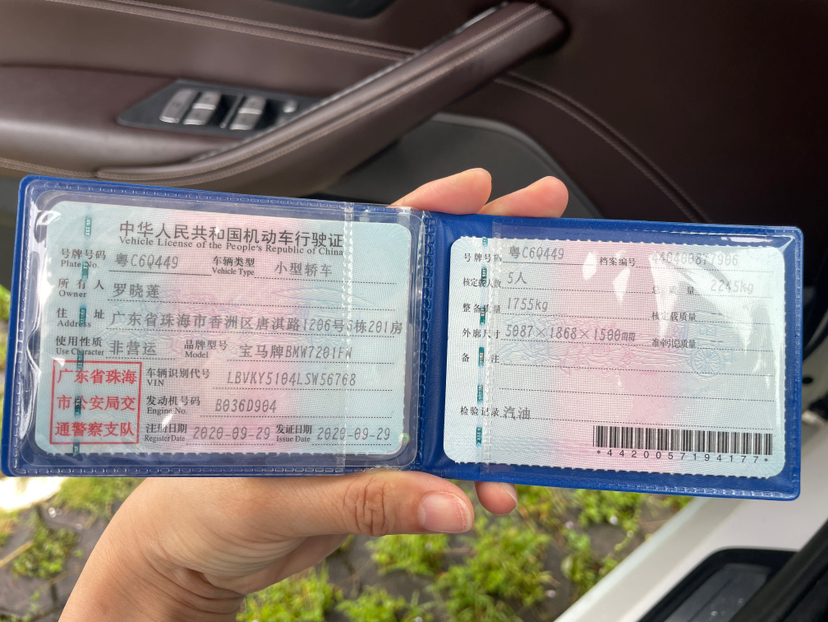 中华人民共和国机动车行驶证
Vehicle License of the People's Republic of China
号牌号码 粤C6Q449 车辆类型 小型轿车
Plate No. Vehicle Type
所有人 罗晓莲
Owner
住址 广东省珠海市香洲区唐淇路1206号5栋201房
Address
使用性质 非营运 品牌型号 宝马牌BMW7201FW
Use Character Model
广东省珠海
市公安局交
通警察支队
车辆识别代号 LBVKY5104LSW56768
VIN
发动机号码 B036D904
Engine No.
注册日期 2020-09-29 发证日期 2020-09-29
Register Date Issue Date
号牌号码 粤C6Q449 档案编号
核定载人数 5人 总质量 2245kg
整备质量 1755kg 核定载质量 --
外廓尺寸 5087×1868×1500mm 准牵引总质量 --
备注
检验记录 汽油
*4420057194177*